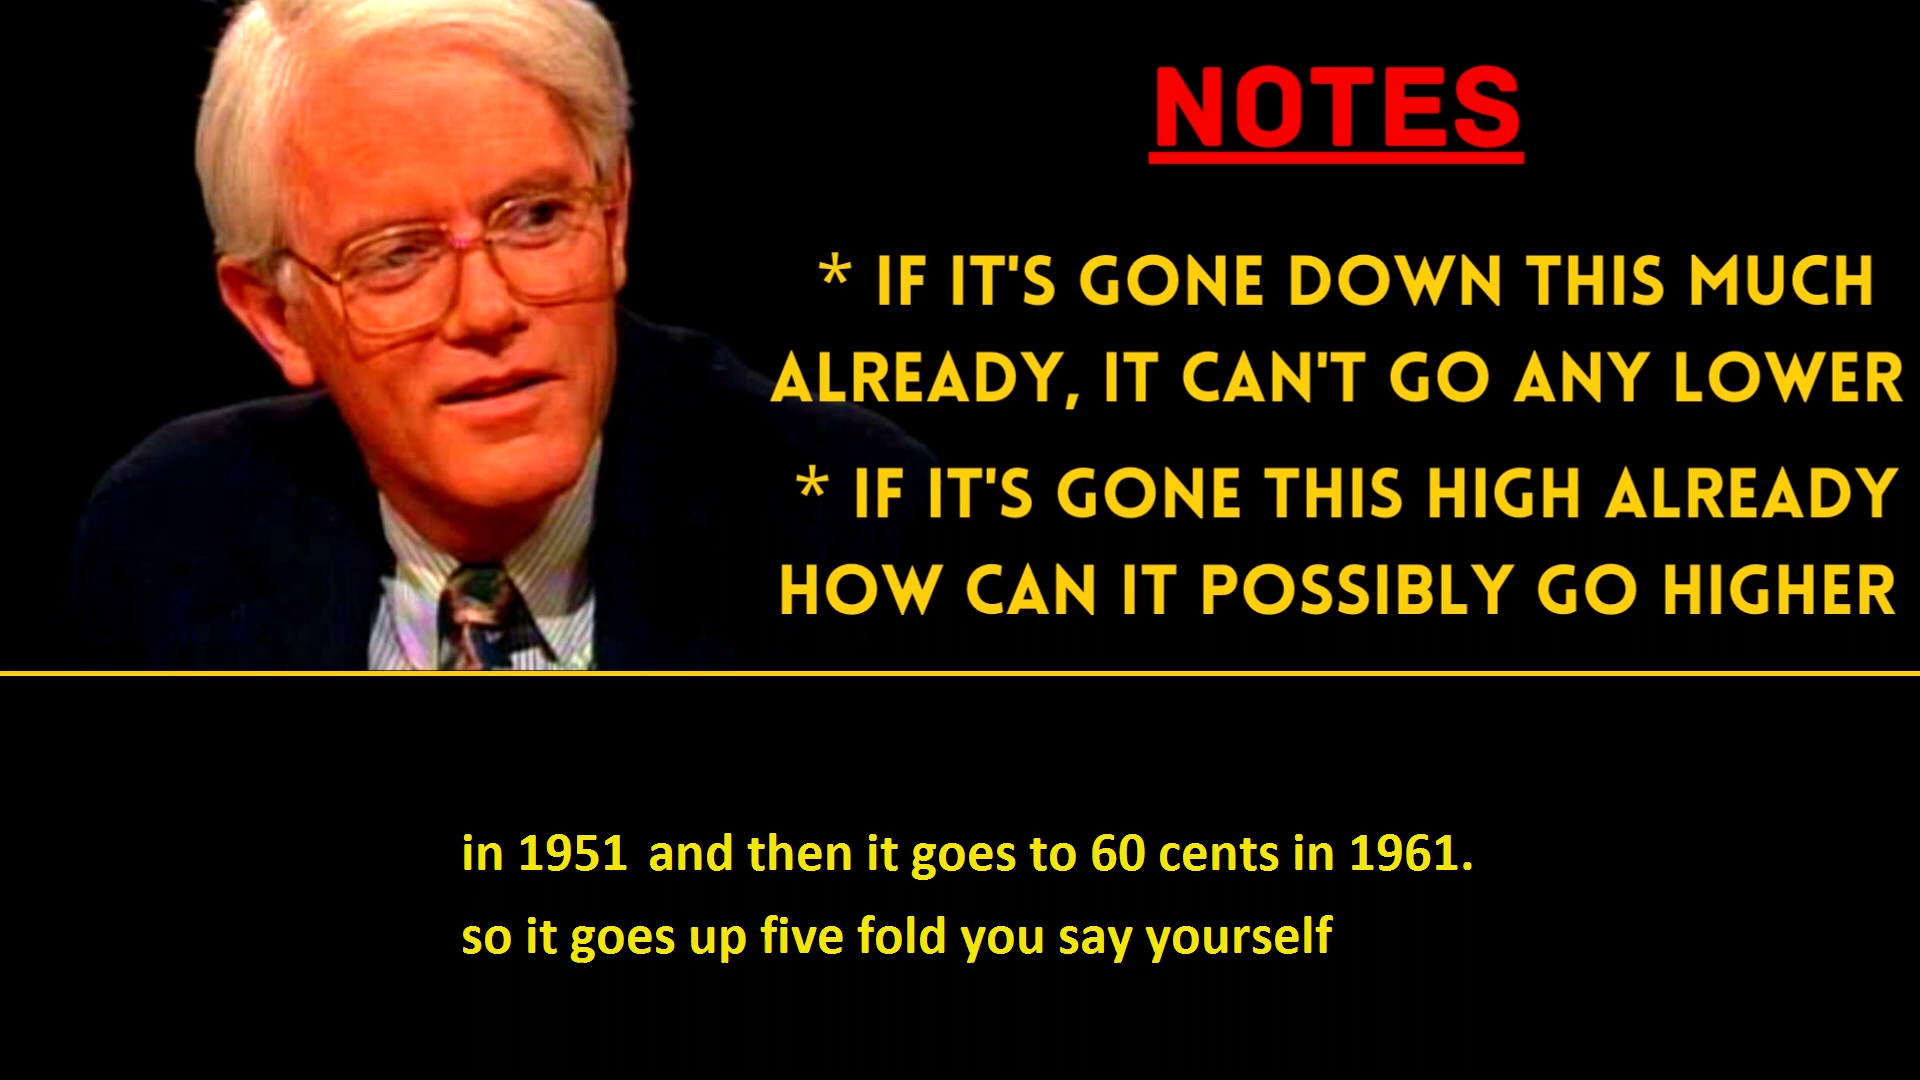 NOTES
* IF IT'S GONE DOWN THIS MUCH
ALREADY, IT CAN'T GO ANY LOWER
* IF IT'S GONE THIS HIGH ALREADY
HOW CAN IT POSSIBLY GO HIGHER
in 1951 and then it goes to 60 cents in 1961.
so it goes up five fold you say yourself